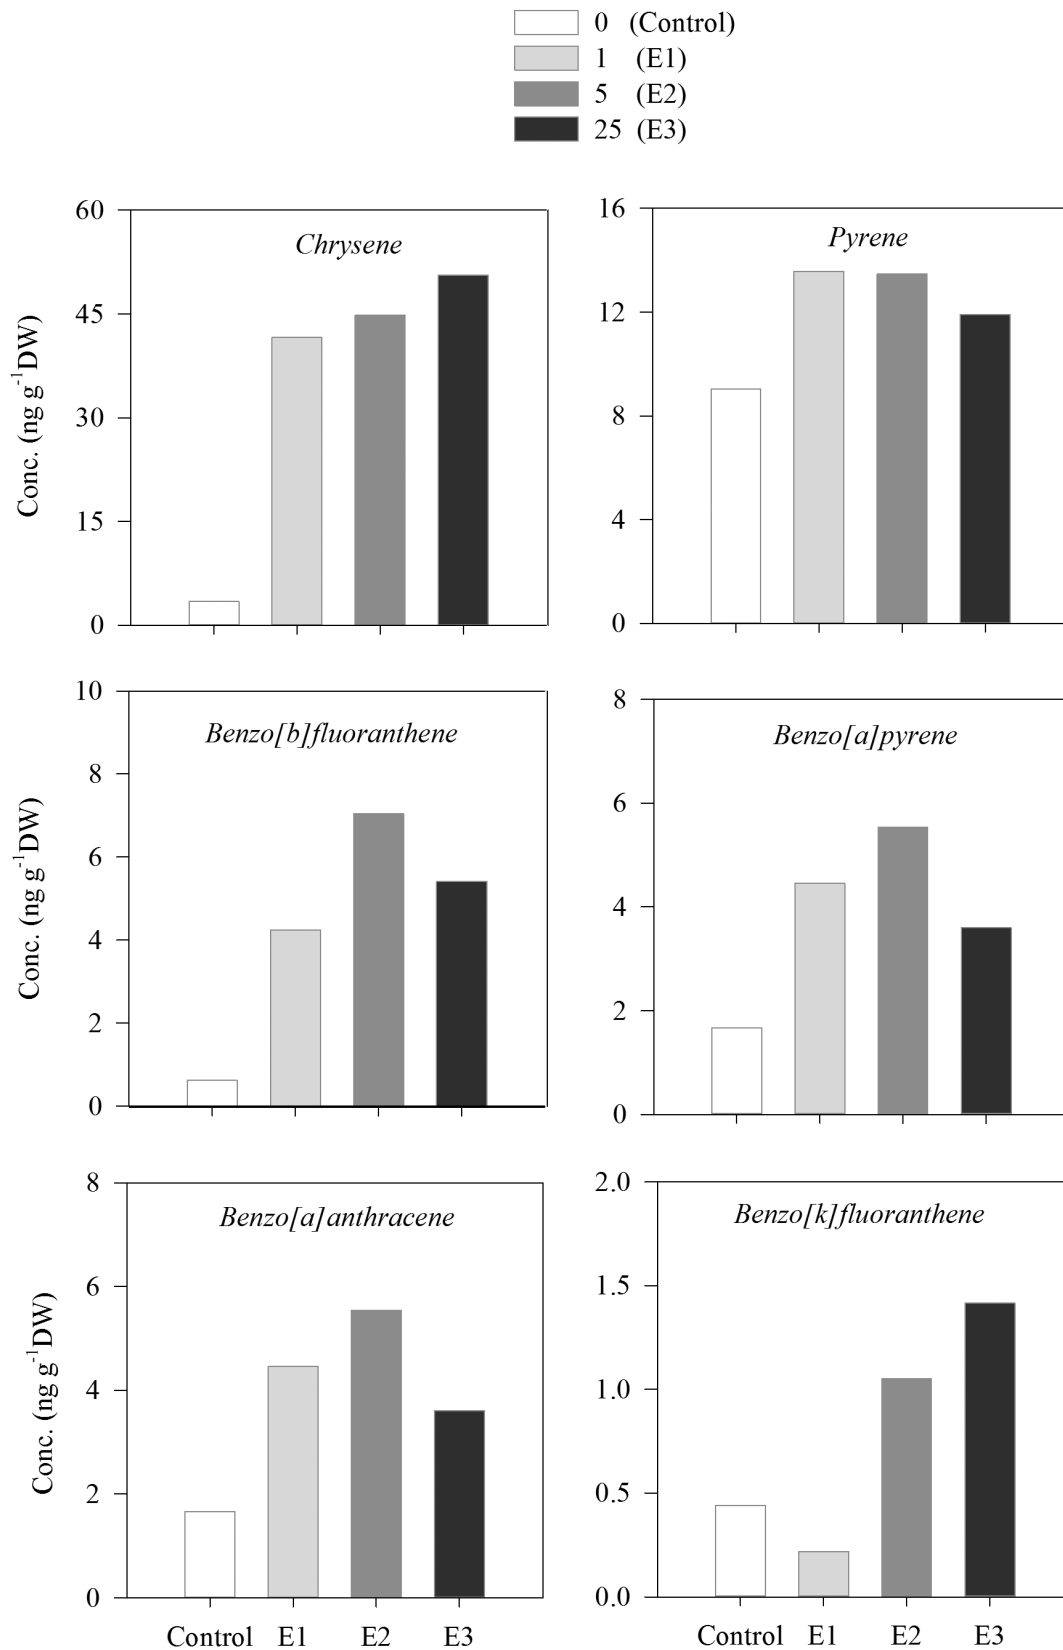 0 (Control)
1 (E1)
5 (E2)
25 (E3)
Chrysene
60
45
30
15
0
Conc. (ng g⁻¹DW)
Pyrene
16
12
8
4
0
Benzo[b]fluoranthene
10
8
6
4
2
0
Conc. (ng g⁻¹DW)
Benzo[a]pyrene
8
6
4
2
0
Benzo[a]anthracene
8
6
4
2
0
Conc. (ng g⁻¹DW)
Control E1 E2 E3
Benzo[k]fluoranthene
2.0
1.5
1.0
0.5
0.0
Control E1 E2 E3